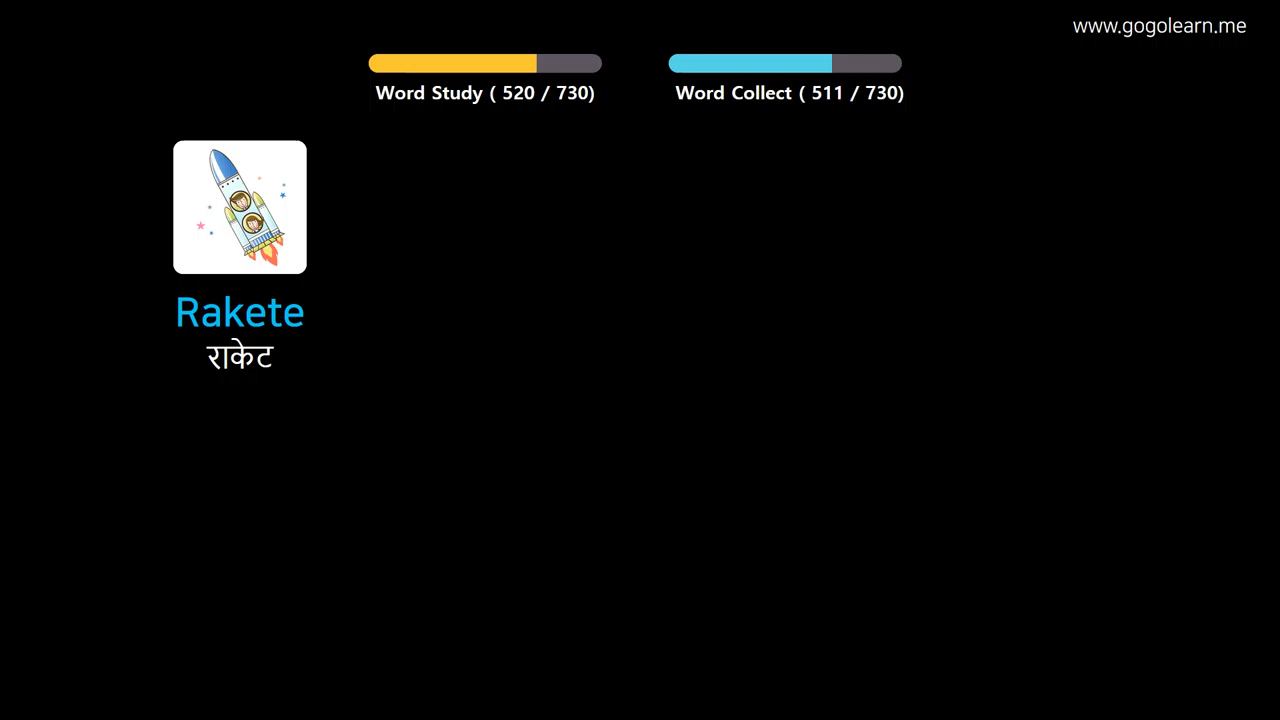 www.gogolearn.me
Word Study ( 520 / 730)
Word Collect ( 511 / 730)
Rakete
राकेट